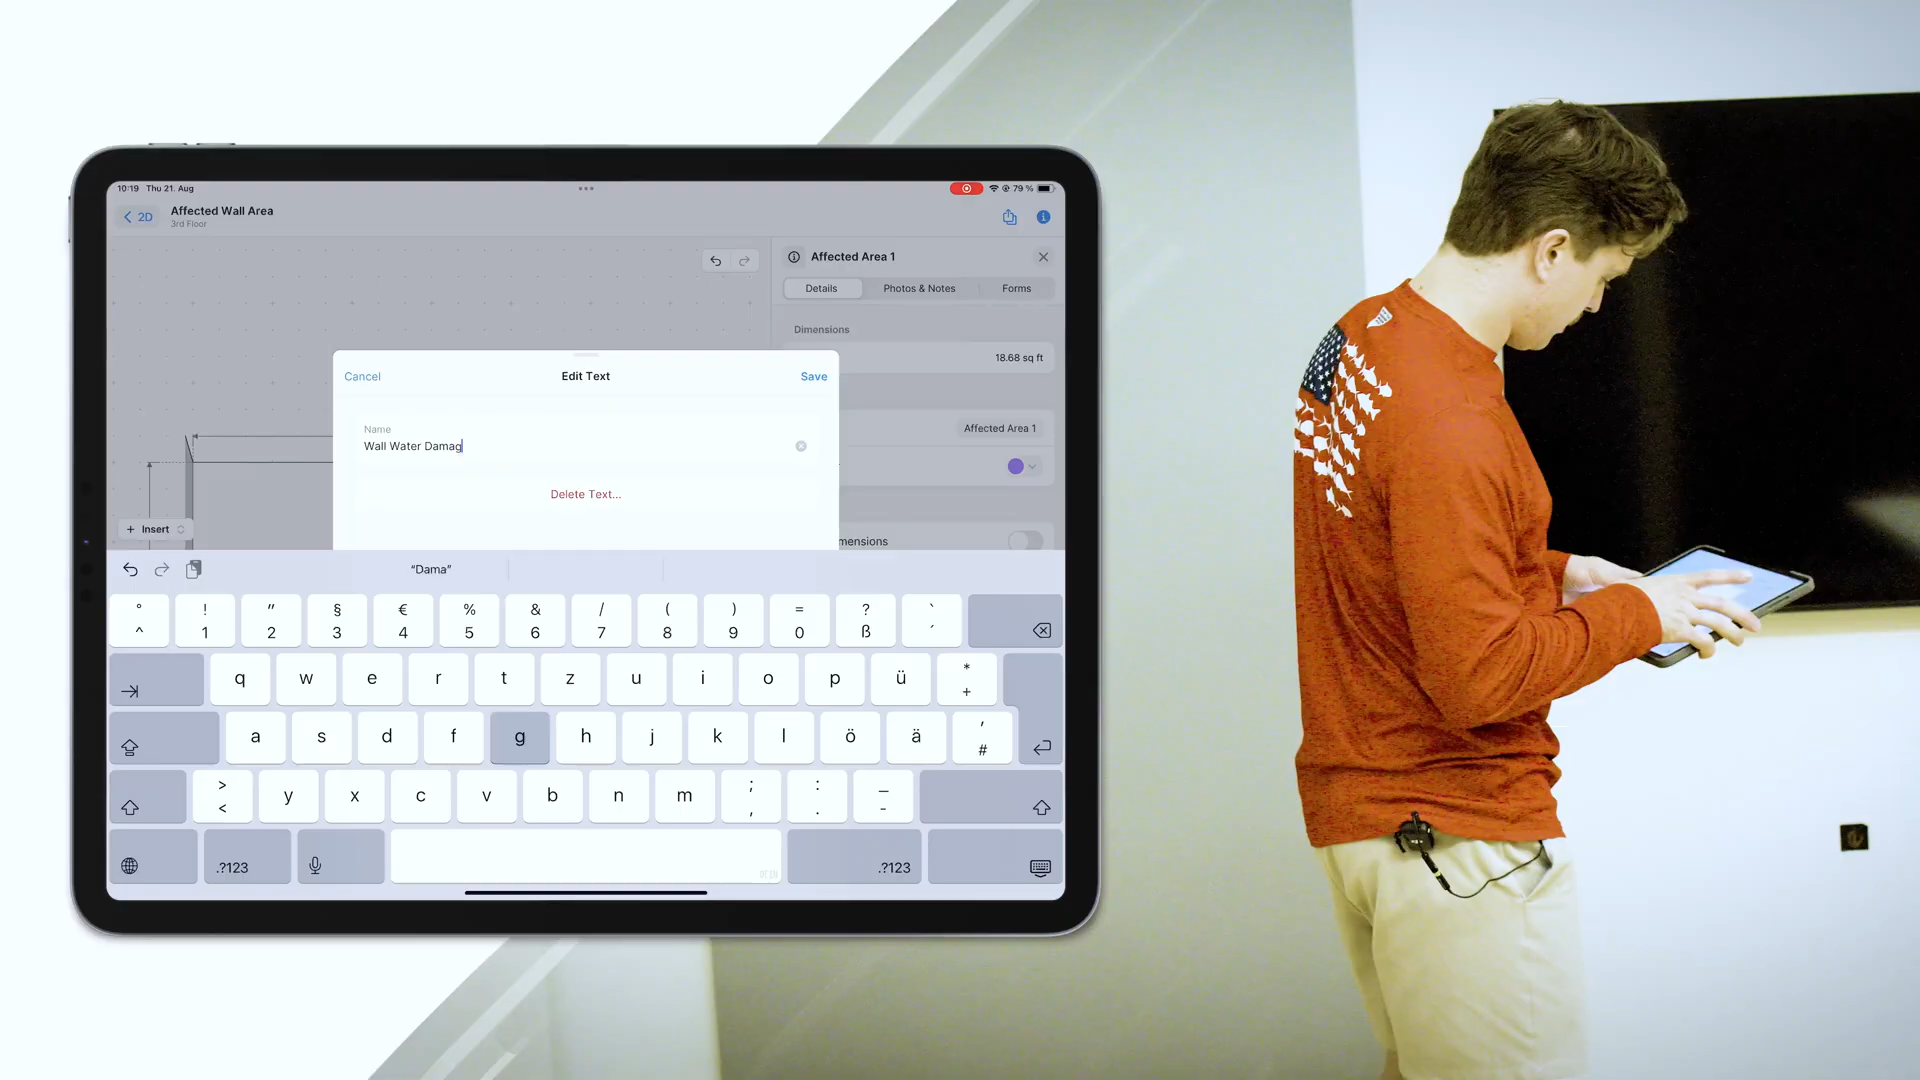 10:19 Thu 21. Aug
79 %
2D
Affected Wall Area
3rd Floor
Affected Area 1
Details
Photos & Notes
Forms
Dimensions
18.68 sq ft
Cancel
Edit Text
Save
Name
Wall Water Damag
Affected Area 1
Delete Text...
+ Insert
mensions
“Dama”
° ! " § € % & / ( ) = ? `
^ 1 2 3 4 5 6 7 8 9 0 ß ´
q w e r t z u i o p ü * +
a s d f g h j k l ö ä ' #
> < y x c v b n m ; , : . _ -
.?123
.?123